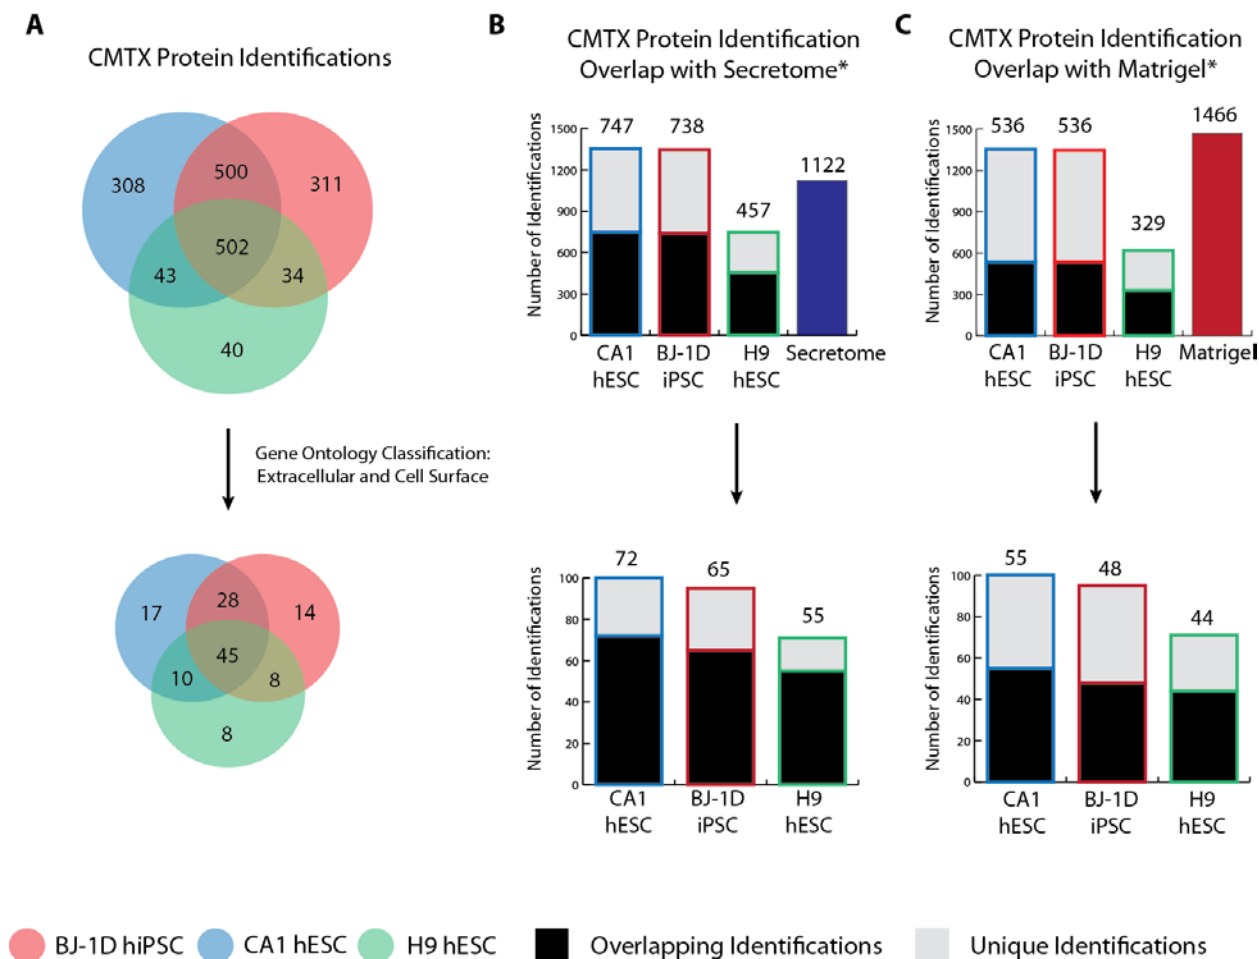 A
CMTX Protein Identifications
308
500
311
502
43
34
40
Gene Ontology Classification:
Extracellular and Cell Surface
17
28
14
45
10
8
8
B
CMTX Protein Identification
Overlap with Secretome*
Number of Identifications
1500
1200
900
600
300
0
747
738
457
1122
CA1
hESC
BJ-1D
iPSC
H9
hESC
Secretome
Number of Identifications
100
80
60
40
20
0
72
65
55
CA1
hESC
BJ-1D
iPSC
H9
hESC
C
CMTX Protein Identification
Overlap with Matrigel*
Number of Identifications
1500
1200
900
600
300
0
536
536
329
1466
CA1
hESC
BJ-1D
iPSC
H9
hESC
Matrigel
Number of Identifications
100
80
60
40
20
0
55
48
44
CA1
hESC
BJ-1D
iPSC
H9
hESC
BJ-1D hiPSC
CA1 hESC
H9 hESC
Overlapping Identifications
Unique Identifications